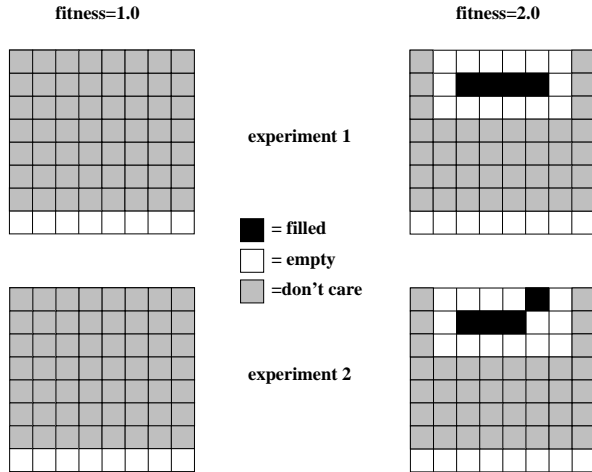 fitness=1.0
fitness=2.0
experiment 1
= filled
= empty
=don't care
experiment 2